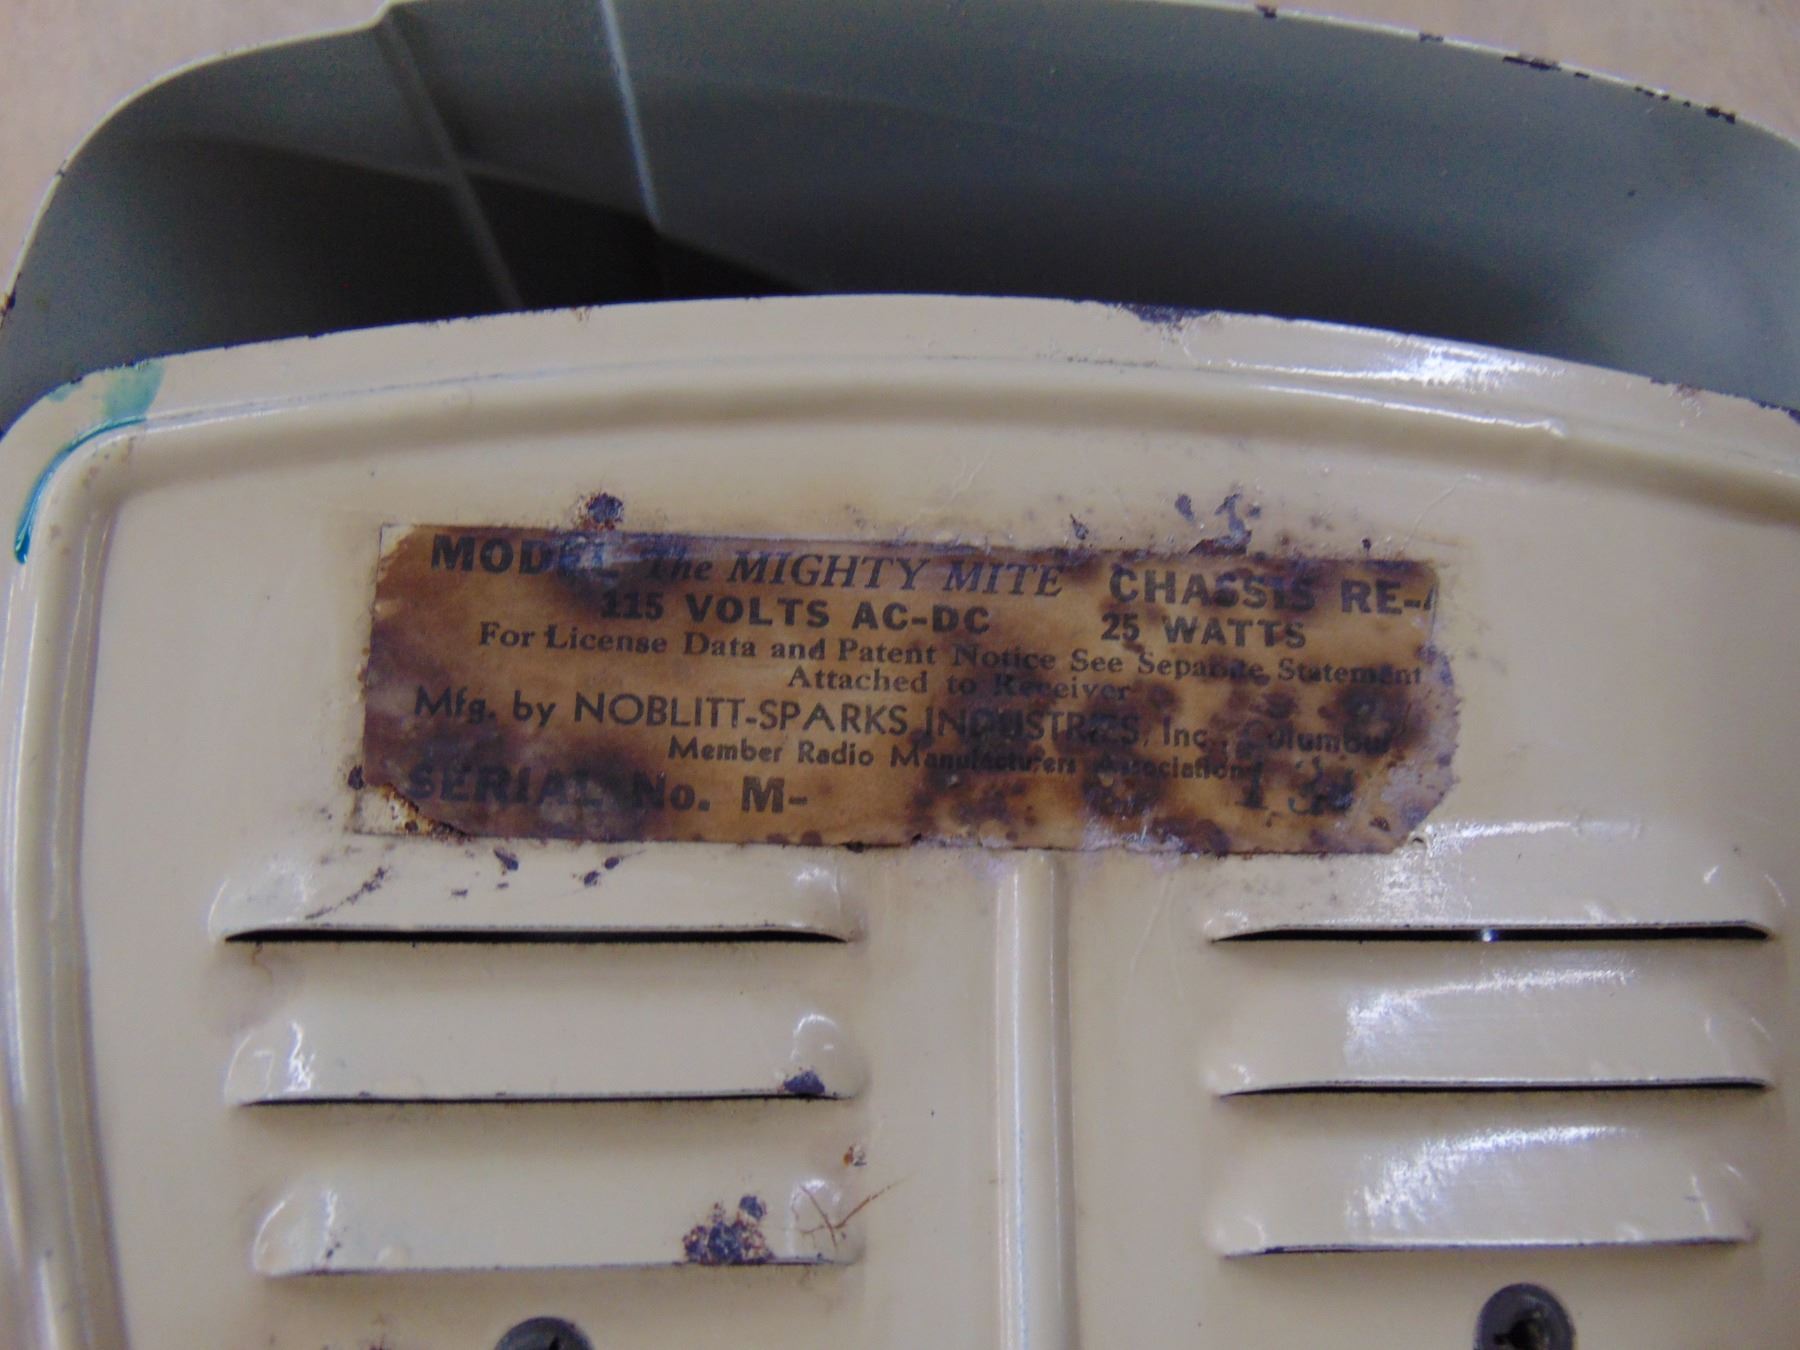 MODEL The MIGHTY MITE CHASSIS RE-
115 VOLTS AC-DC 25 WATTS
For License Data and Patent Notice See Separate Statement
Attached to Receiver
Mfg. by NOBLITT-SPARKS INDUSTRIES, Inc.,
Member Radio Manufacturers Association
SERIAL No. M-